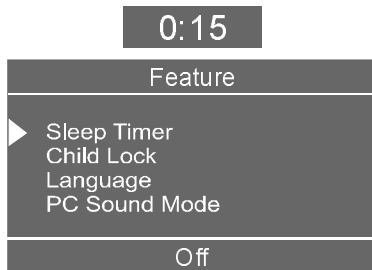 0:15
Feature
Sleep Timer
Child Lock
Language
PC Sound Mode
Off